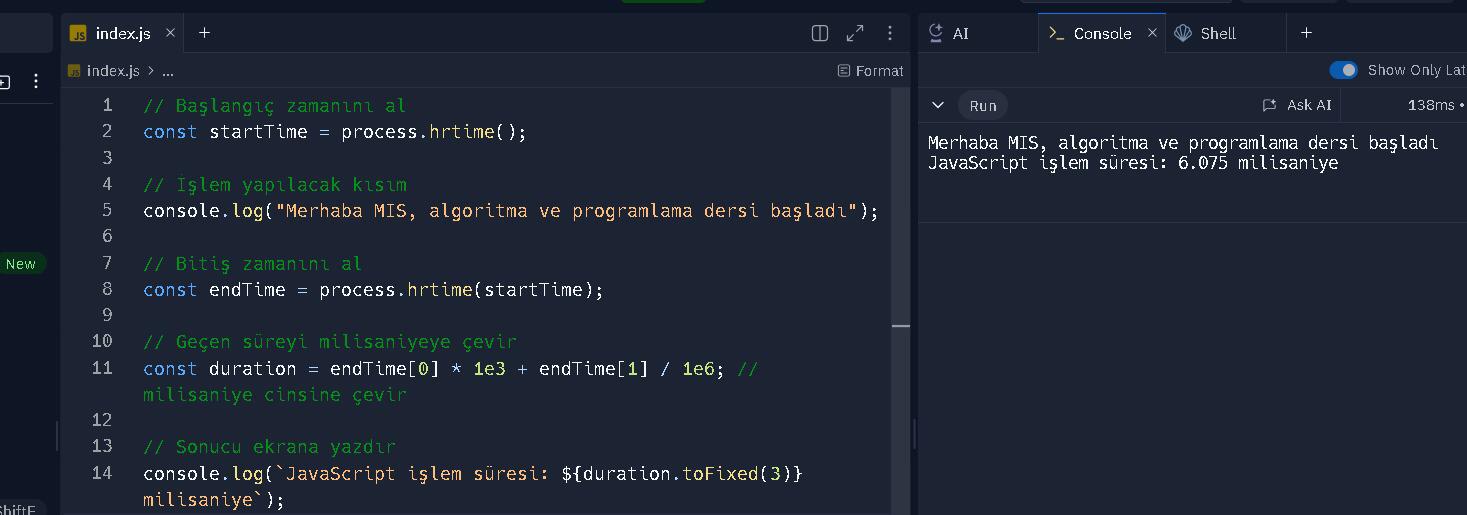 JS index.js × +
AI
Console ×
Shell
+
JS index.js > ...
Format
Show Only Lat
Run
Ask AI
138ms •
New
ShiftE
1 // Başlangıç zamanını al
2 const startTime = process.hrtime();
3
4 // İşlem yapılacak kısım
5 console.log("Merhaba MIS, algoritma ve programlama dersi başladı");
6
7 // Bitiş zamanını al
8 const endTime = process.hrtime(startTime);
9
10 // Geçen süreyi milisaniyeye çevir
11 const duration = endTime[0] * 1e3 + endTime[1] / 1e6; //
milisaniye cinsine çevir
12
13 // Sonucu ekrana yazdır
14 console.log(`JavaScript işlem süresi: ${duration.toFixed(3)}
milisaniye`);
Merhaba MIS, algoritma ve programlama dersi başladı
JavaScript işlem süresi: 6.075 milisaniye